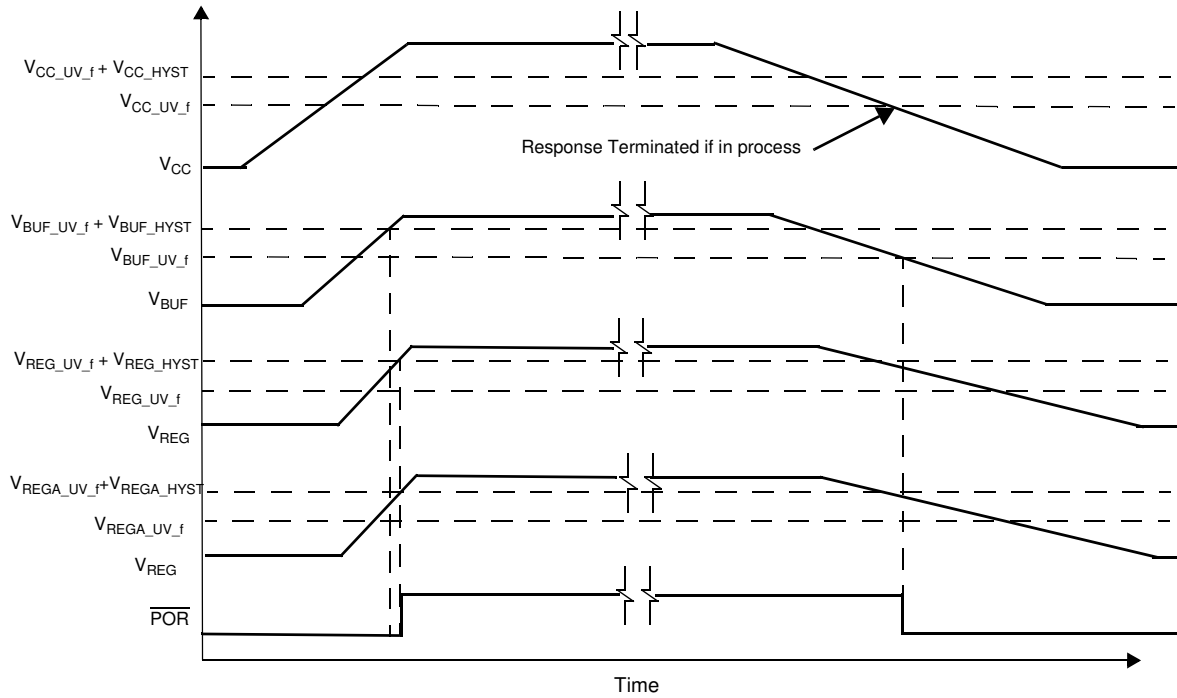 V_CC_UV_f + V_CC_HYST
V_CC_UV_f
Response Terminated if in process
V_CC
V_BUF_UV_f + V_BUF_HYST
V_BUF_UV_f
V_BUF
V_REG_UV_f + V_REG_HYST
V_REG_UV_f
V_REG
V_REGA_UV_f+V_REGA_HYST
V_REGA_UV_f
V_REG
P̅O̅R̅
Time